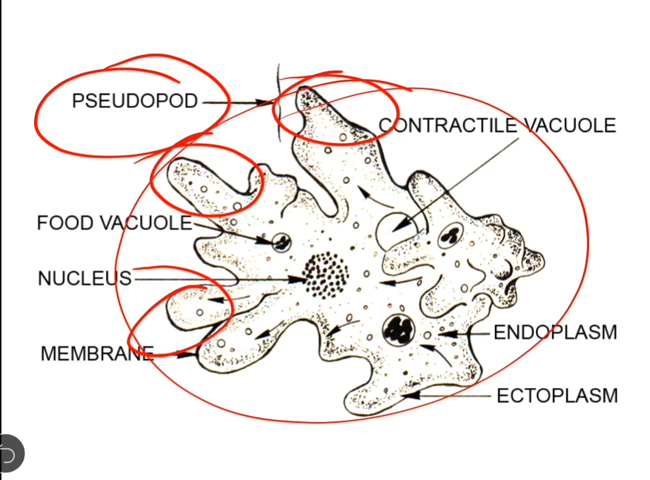 PSEUDOPOD
CONTRACTILE VACUOLE
FOOD VACUOLE
NUCLEUS
MEMBRANE
ENDOPLASM
ECTOPLASM